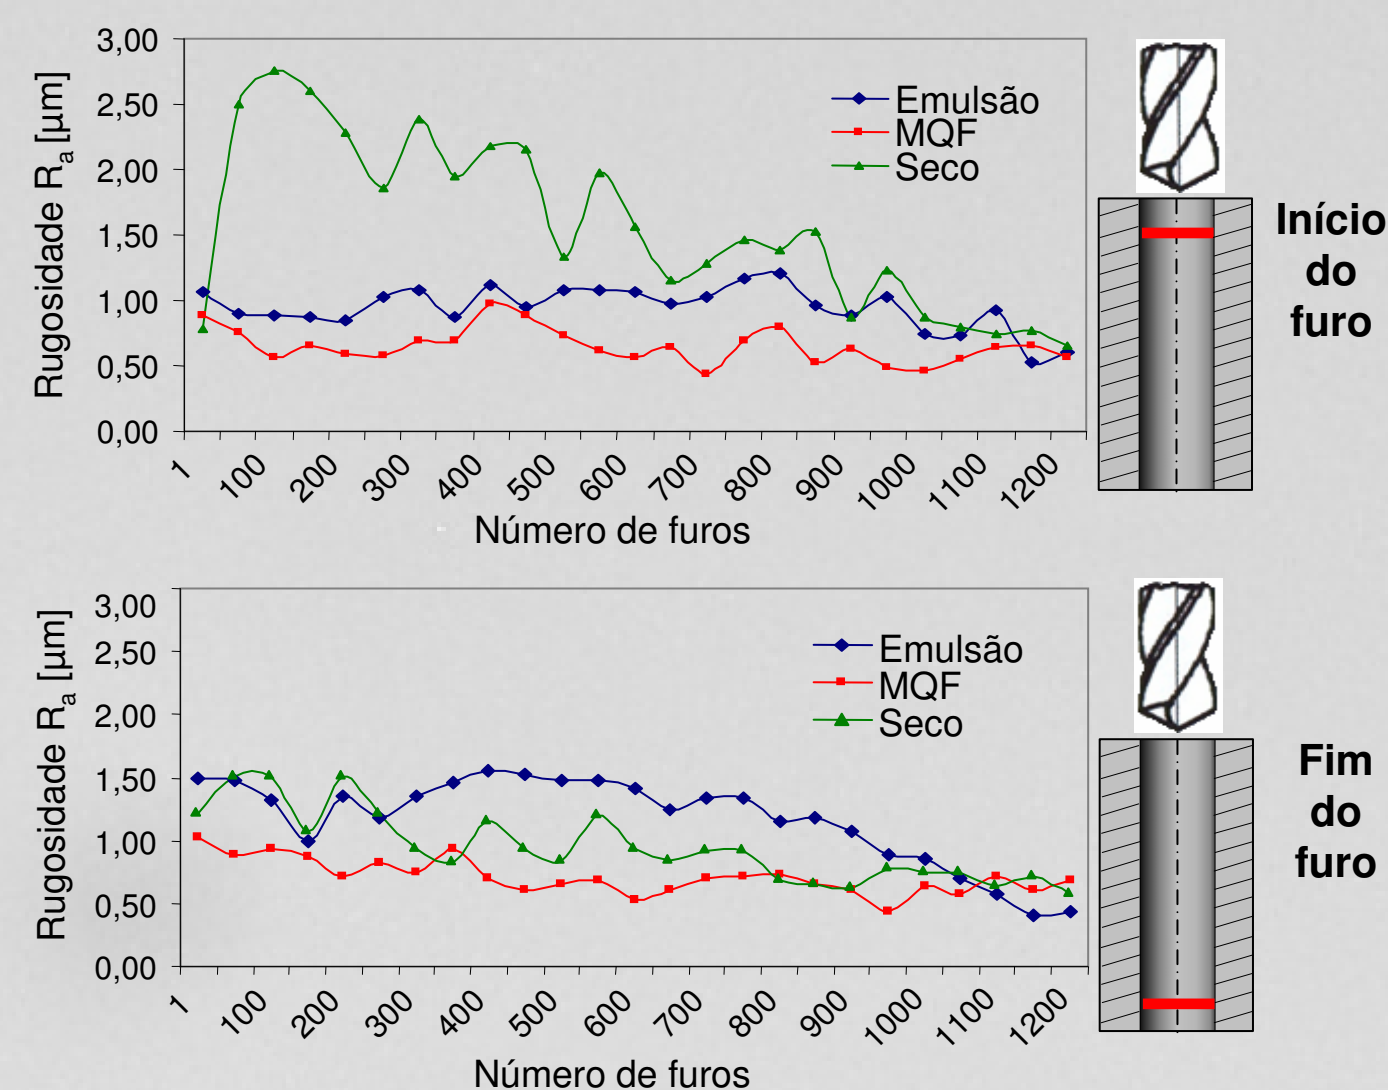 3,00
2,50
2,00
1,50
1,00
0,50
0,00
Rugosidade Ra [µm]
Emulsão
MQF
Seco
1 100 200 300 400 500 600 700 800 900 1000 1100 1200
Número de furos
Início
do
furo
3,00
2,50
2,00
1,50
1,00
0,50
0,00
Rugosidade Ra [µm]
Emulsão
MQF
Seco
1 100 200 300 400 500 600 700 800 900 1000 1100 1200
Número de furos
Fim
do
furo